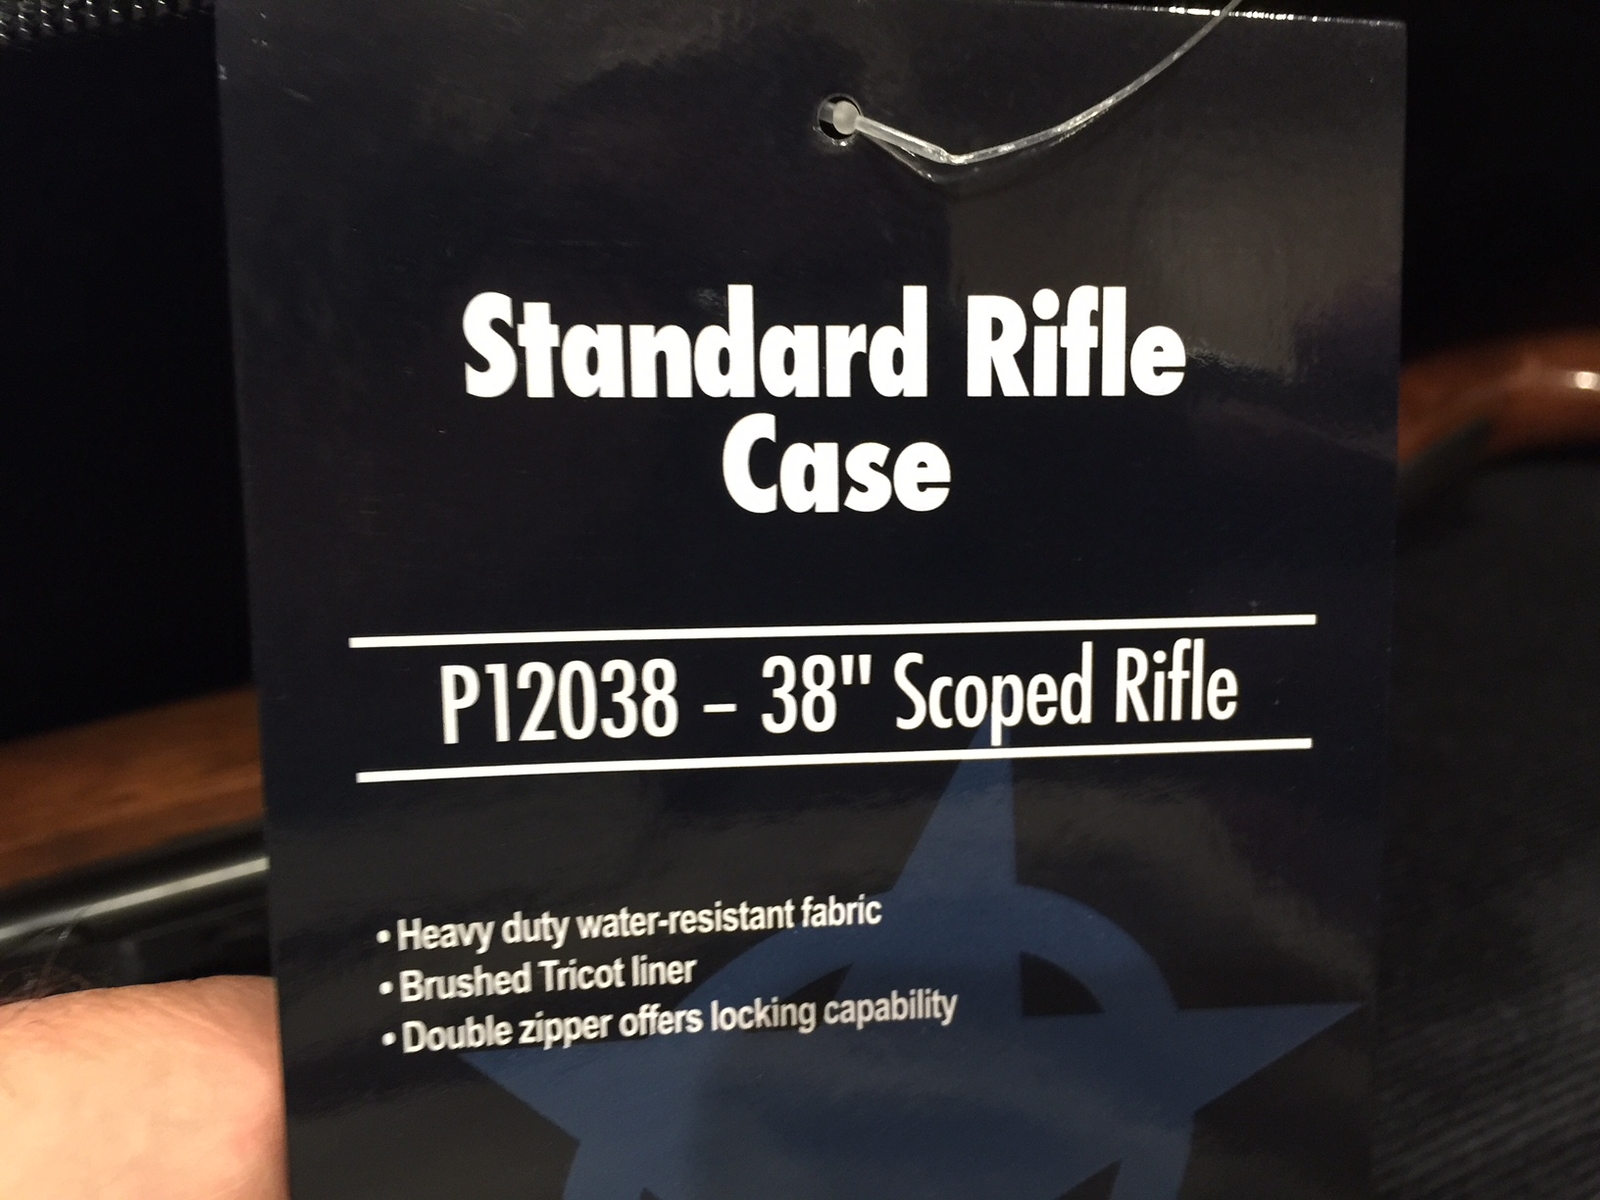 Standard Rifle
Case
P12038 – 38" Scoped Rifle
• Heavy duty water-resistant fabric
• Brushed Tricot liner
• Double zipper offers locking capability